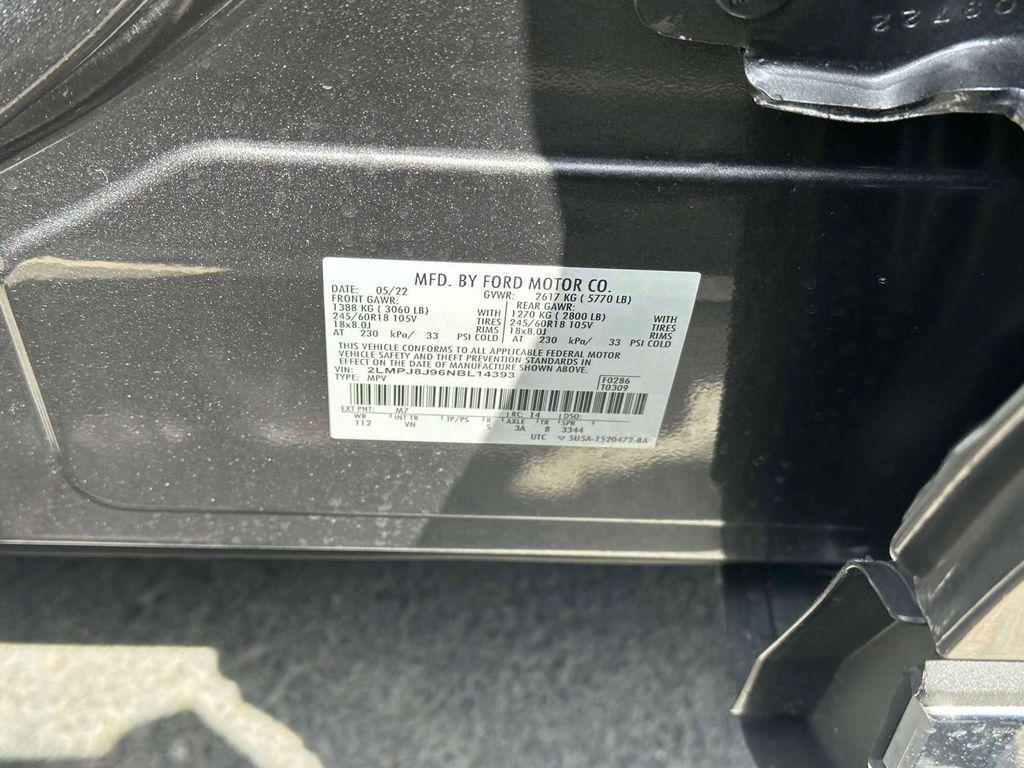 09722
MFD. BY FORD MOTOR CO.
DATE: 05/22 GVWR: 2617 KG ( 5770 LB)
FRONT GAWR: REAR GAWR:
1388 KG ( 3060 LB) WITH 1270 KG ( 2800 LB) WITH
245/60R18 105V TIRES 245/60R18 105V TIRES
18x8.0J RIMS 18x8.0J RIMS
AT 230 kPa/ 33 PSI COLD AT 230 kPa/ 33 PSI COLD
THIS VEHICLE CONFORMS TO ALL APPLICABLE FEDERAL MOTOR
VEHICLE SAFETY AND THEFT PREVENTION STANDARDS IN
EFFECT ON THE DATE OF MANUFACTURE SHOWN ABOVE.
VIN: 2LMPJ8J96NBL14393 F0286
TYPE: MPV T0309
EXT PNT: M7 RC: 14 DSO:
WB INT TR TP/PS R AXLE TR SPR
112 VN 5 3A B 3344
UTC 5U5A-1520472-BA